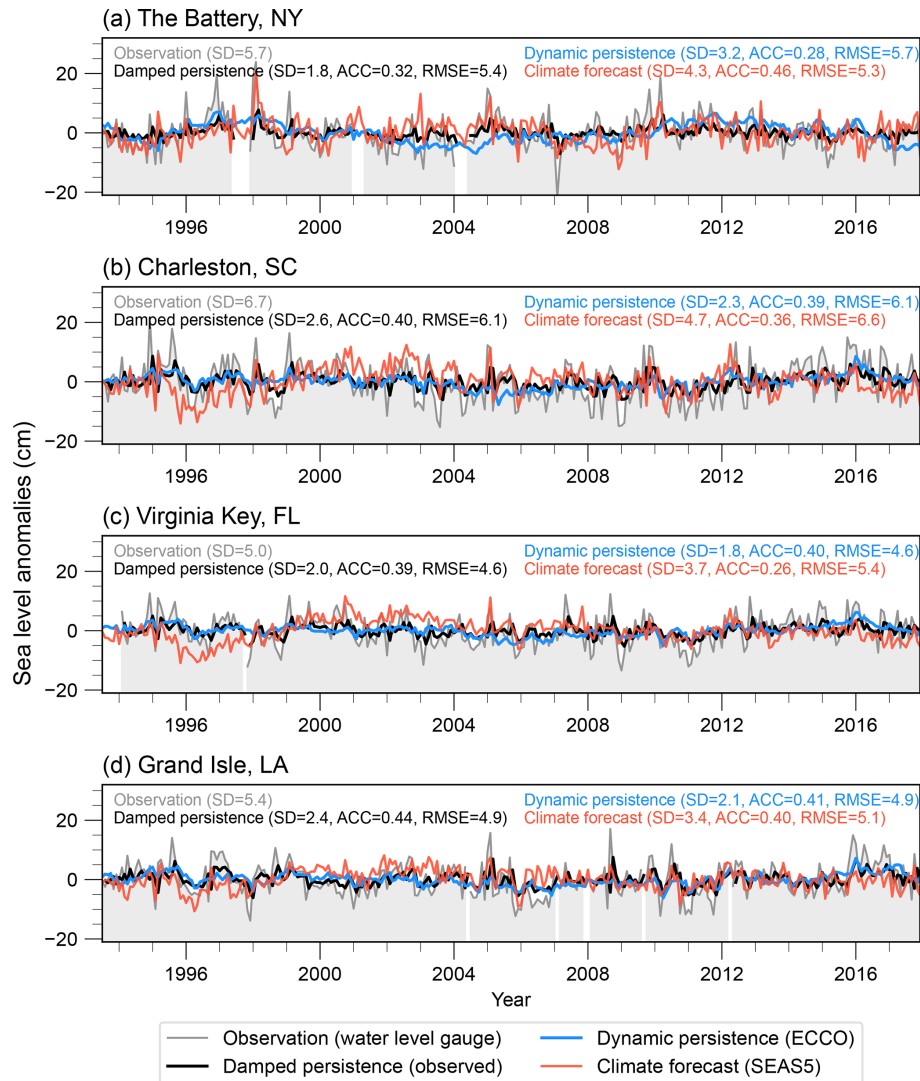 (a) The Battery, NY
Observation (SD=5.7)
Dynamic persistence (SD=3.2, ACC=0.28, RMSE=5.7)
Damped persistence (SD=1.8, ACC=0.32, RMSE=5.4)
Climate forecast (SD=4.3, ACC=0.46, RMSE=5.3)
20
0
−20
1996 2000 2004 2008 2012 2016
(b) Charleston, SC
Observation (SD=6.7)
Dynamic persistence (SD=2.3, ACC=0.39, RMSE=6.1)
Damped persistence (SD=2.6, ACC=0.40, RMSE=6.1)
Climate forecast (SD=4.7, ACC=0.36, RMSE=6.6)
20
0
−20
1996 2000 2004 2008 2012 2016
Sea level anomalies (cm)
(c) Virginia Key, FL
Observation (SD=5.0)
Dynamic persistence (SD=1.8, ACC=0.40, RMSE=4.6)
Damped persistence (SD=2.0, ACC=0.39, RMSE=4.6)
Climate forecast (SD=3.7, ACC=0.26, RMSE=5.4)
20
0
−20
1996 2000 2004 2008 2012 2016
(d) Grand Isle, LA
Observation (SD=5.4)
Dynamic persistence (SD=2.1, ACC=0.41, RMSE=4.9)
Damped persistence (SD=2.4, ACC=0.44, RMSE=4.9)
Climate forecast (SD=3.4, ACC=0.40, RMSE=5.1)
20
0
−20
1996 2000 2004 2008 2012 2016
Year
Observation (water level gauge)
Dynamic persistence (ECCO)
Damped persistence (observed)
Climate forecast (SEAS5)